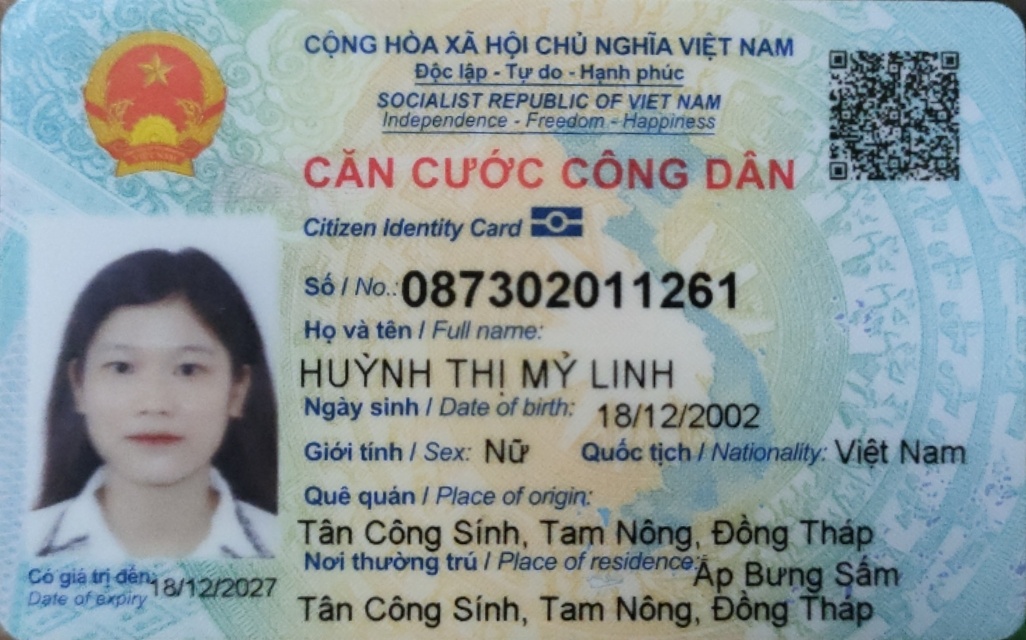 CỘNG HÒA XÃ HỘI CHỦ NGHĨA VIỆT NAM
Độc lập - Tự do - Hạnh phúc
SOCIALIST REPUBLIC OF VIET NAM
Independence - Freedom - Happiness
CĂN CƯỚC CÔNG DÂN
Citizen Identity Card
Số / No.: 087302011261
Họ và tên / Full name:
HUỲNH THỊ MỶ LINH
Ngày sinh / Date of birth: 18/12/2002
Giới tính / Sex: Nữ Quốc tịch / Nationality: Việt Nam
Quê quán / Place of origin:
Tân Công Sính, Tam Nông, Đồng Tháp
Nơi thường trú / Place of residence: Ấp Bưng Sấm
Tân Công Sính, Tam Nông, Đồng Tháp
Có giá trị đến: 18/12/2027
Date of expiry